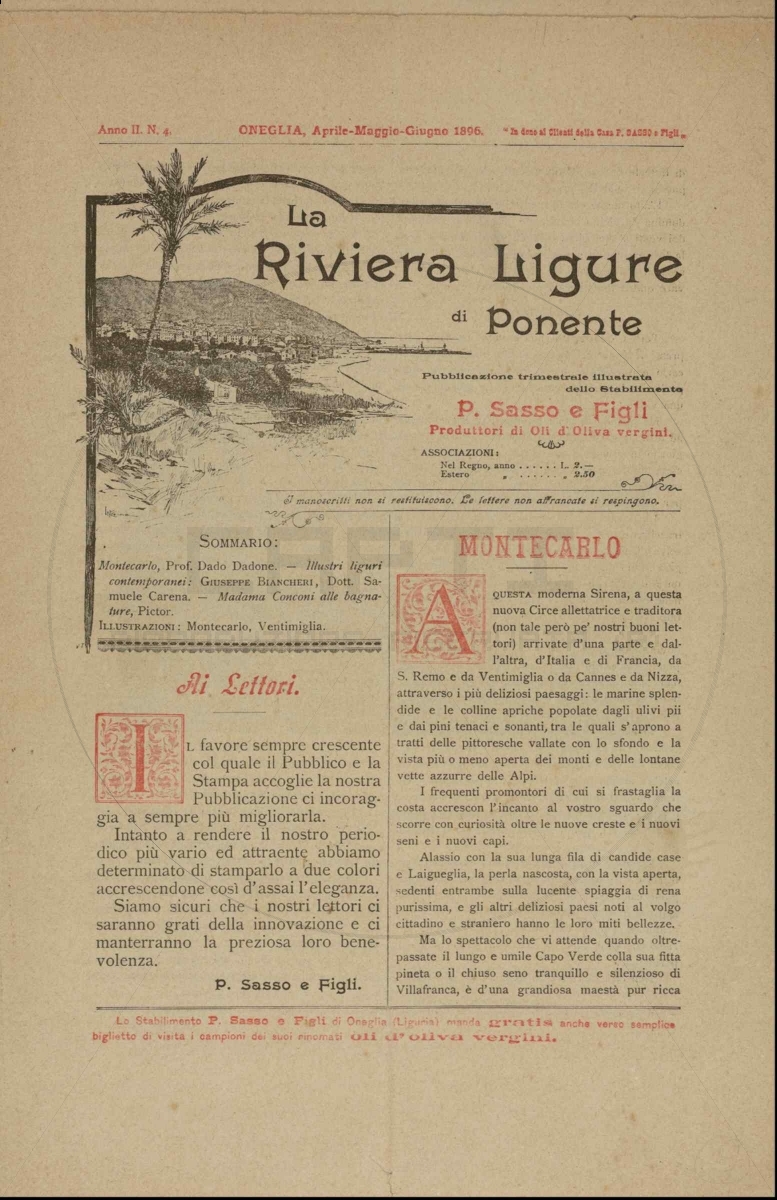 Anno II. N. 4.
ONEGLIA, Aprile-Maggio-Giugno 1896.
" In dono ai Clienti della Casa P. SASSO e Figli "
La
Riviera Ligure
di Ponente
Pubblicazione trimestrale illustrata
dello Stabilimento
P. Sasso e Figli
Produttori di Oli d'Oliva vergini.
ASSOCIAZIONI:
Nel Regno, anno . . . . . . L. 2.—
Estero „ . . . . . . „ 2.50
I manoscritti non si restituiscono. Le lettere non affrancate si respingono.
SOMMARIO:
Montecarlo, Prof. Dado Dadone. — Illustri liguri
contemporanei: GIUSEPPE BIANCHERI, Dott. Sa-
muele Carena. — Madama Conconi alle bagna-
ture, Pictor.
ILLUSTRAZIONI: Montecarlo, Ventimiglia.
Ai Lettori.
IL favore sempre crescente
col quale il Pubblico e la
Stampa accoglie la nostra
Pubblicazione ci incorag-
gia a sempre più migliorarla.
Intanto a rendere il nostro perio-
dico più vario ed attraente abbiamo
determinato di stamparlo a due colori
accrescendone così d'assai l'eleganza.
Siamo sicuri che i nostri lettori ci
saranno grati della innovazione e ci
manterranno la preziosa loro bene-
volenza.
P. Sasso e Figli.
MONTECARLO
A QUESTA moderna Sirena, a questa
nuova Circe allettatrice e traditora
(non tale però pe' nostri buoni let-
tori) arrivate d'una parte e dal-
l'altra, d'Italia e di Francia, da
S. Remo e da Ventimiglia o da Cannes e da Nizza,
attraverso i più deliziosi paesaggi: le marine splen-
dide e le colline apriche popolate dagli ulivi pii
e dai pini tenaci e sonanti, tra le quali s'aprono a
tratti delle pittoresche vallate con lo sfondo e la
vista più o meno aperta dei monti e delle lontane
vette azzurre delle Alpi.
I frequenti promontori di cui si frastaglia la
costa accrescon l'incanto al vostro sguardo che
scorre con curiosità oltre le nuove creste e i nuovi
seni e i nuovi capi.
Alassio con la sua lunga fila di candide case
e Laigueglia, la perla nascosta, con la vista aperta,
sedenti entrambe sulla lucente spiaggia di rena
purissima, e gli altri deliziosi paesi noti al volgo
cittadino e straniero hanno le loro miti bellezze.
Ma lo spettacolo che vi attende quando oltre-
passate il lungo e umile Capo Verde colla sua fitta
pineta o il chiuso seno tranquillo e silenzioso di
Villafranca, è d'una grandiosa maestà pur ricca
Lo Stabilimento P. Sasso e Figli di Oneglia (Liguria) manda gratis anche verso semplice
biglietto di visita i campioni dei suoi rinomati oli d'oliva vergini.